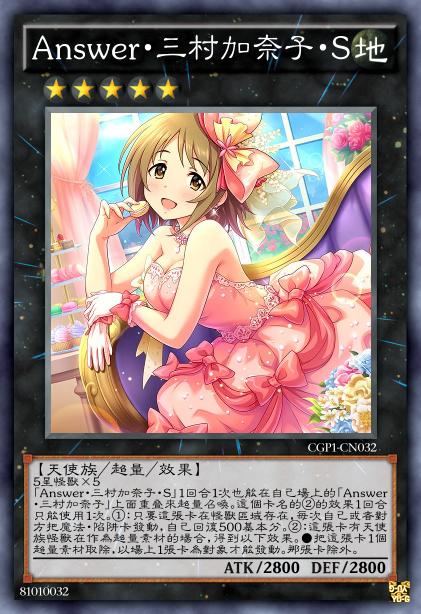 Answer・三村加奈子・S地
CGP1-CN032
【天使族／超量／效果】
5星怪獸×5
「Answer・三村加奈子・S」1回合1次也能在自己場上的「Answer
・三村加奈子」上面重疊來超量召喚。這個卡名的②的效果1回合
只能使用1次。①：只要這張卡在怪獸區域存在，每次自己或者對
方把魔法・陷阱卡發動，自己回復500基本分。②：這張卡有天使
族怪獸在作為超量素材的場合，得到以下效果。●把這張卡1個
超量素材取除，以場上1張卡為對象才能發動。那張卡除外。
ATK/2800 DEF/2800
81010032